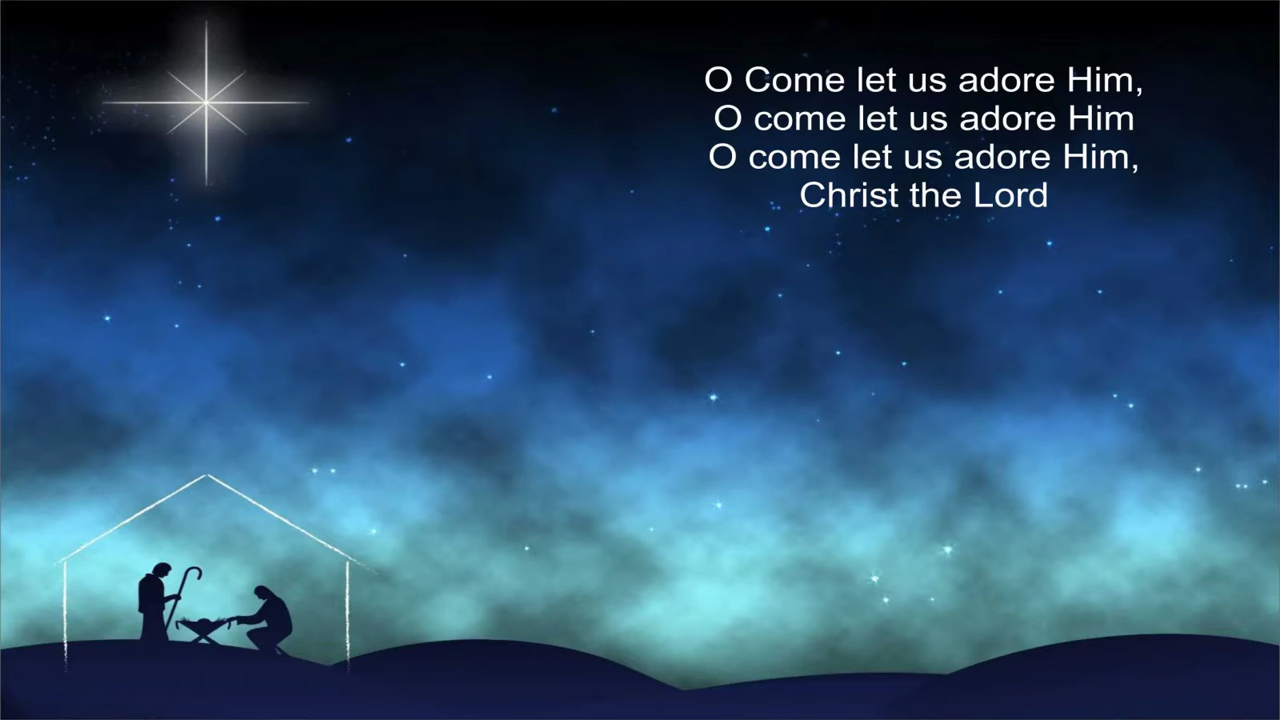 O Come let us adore Him,
O come let us adore Him
O come let us adore Him,
Christ the Lord